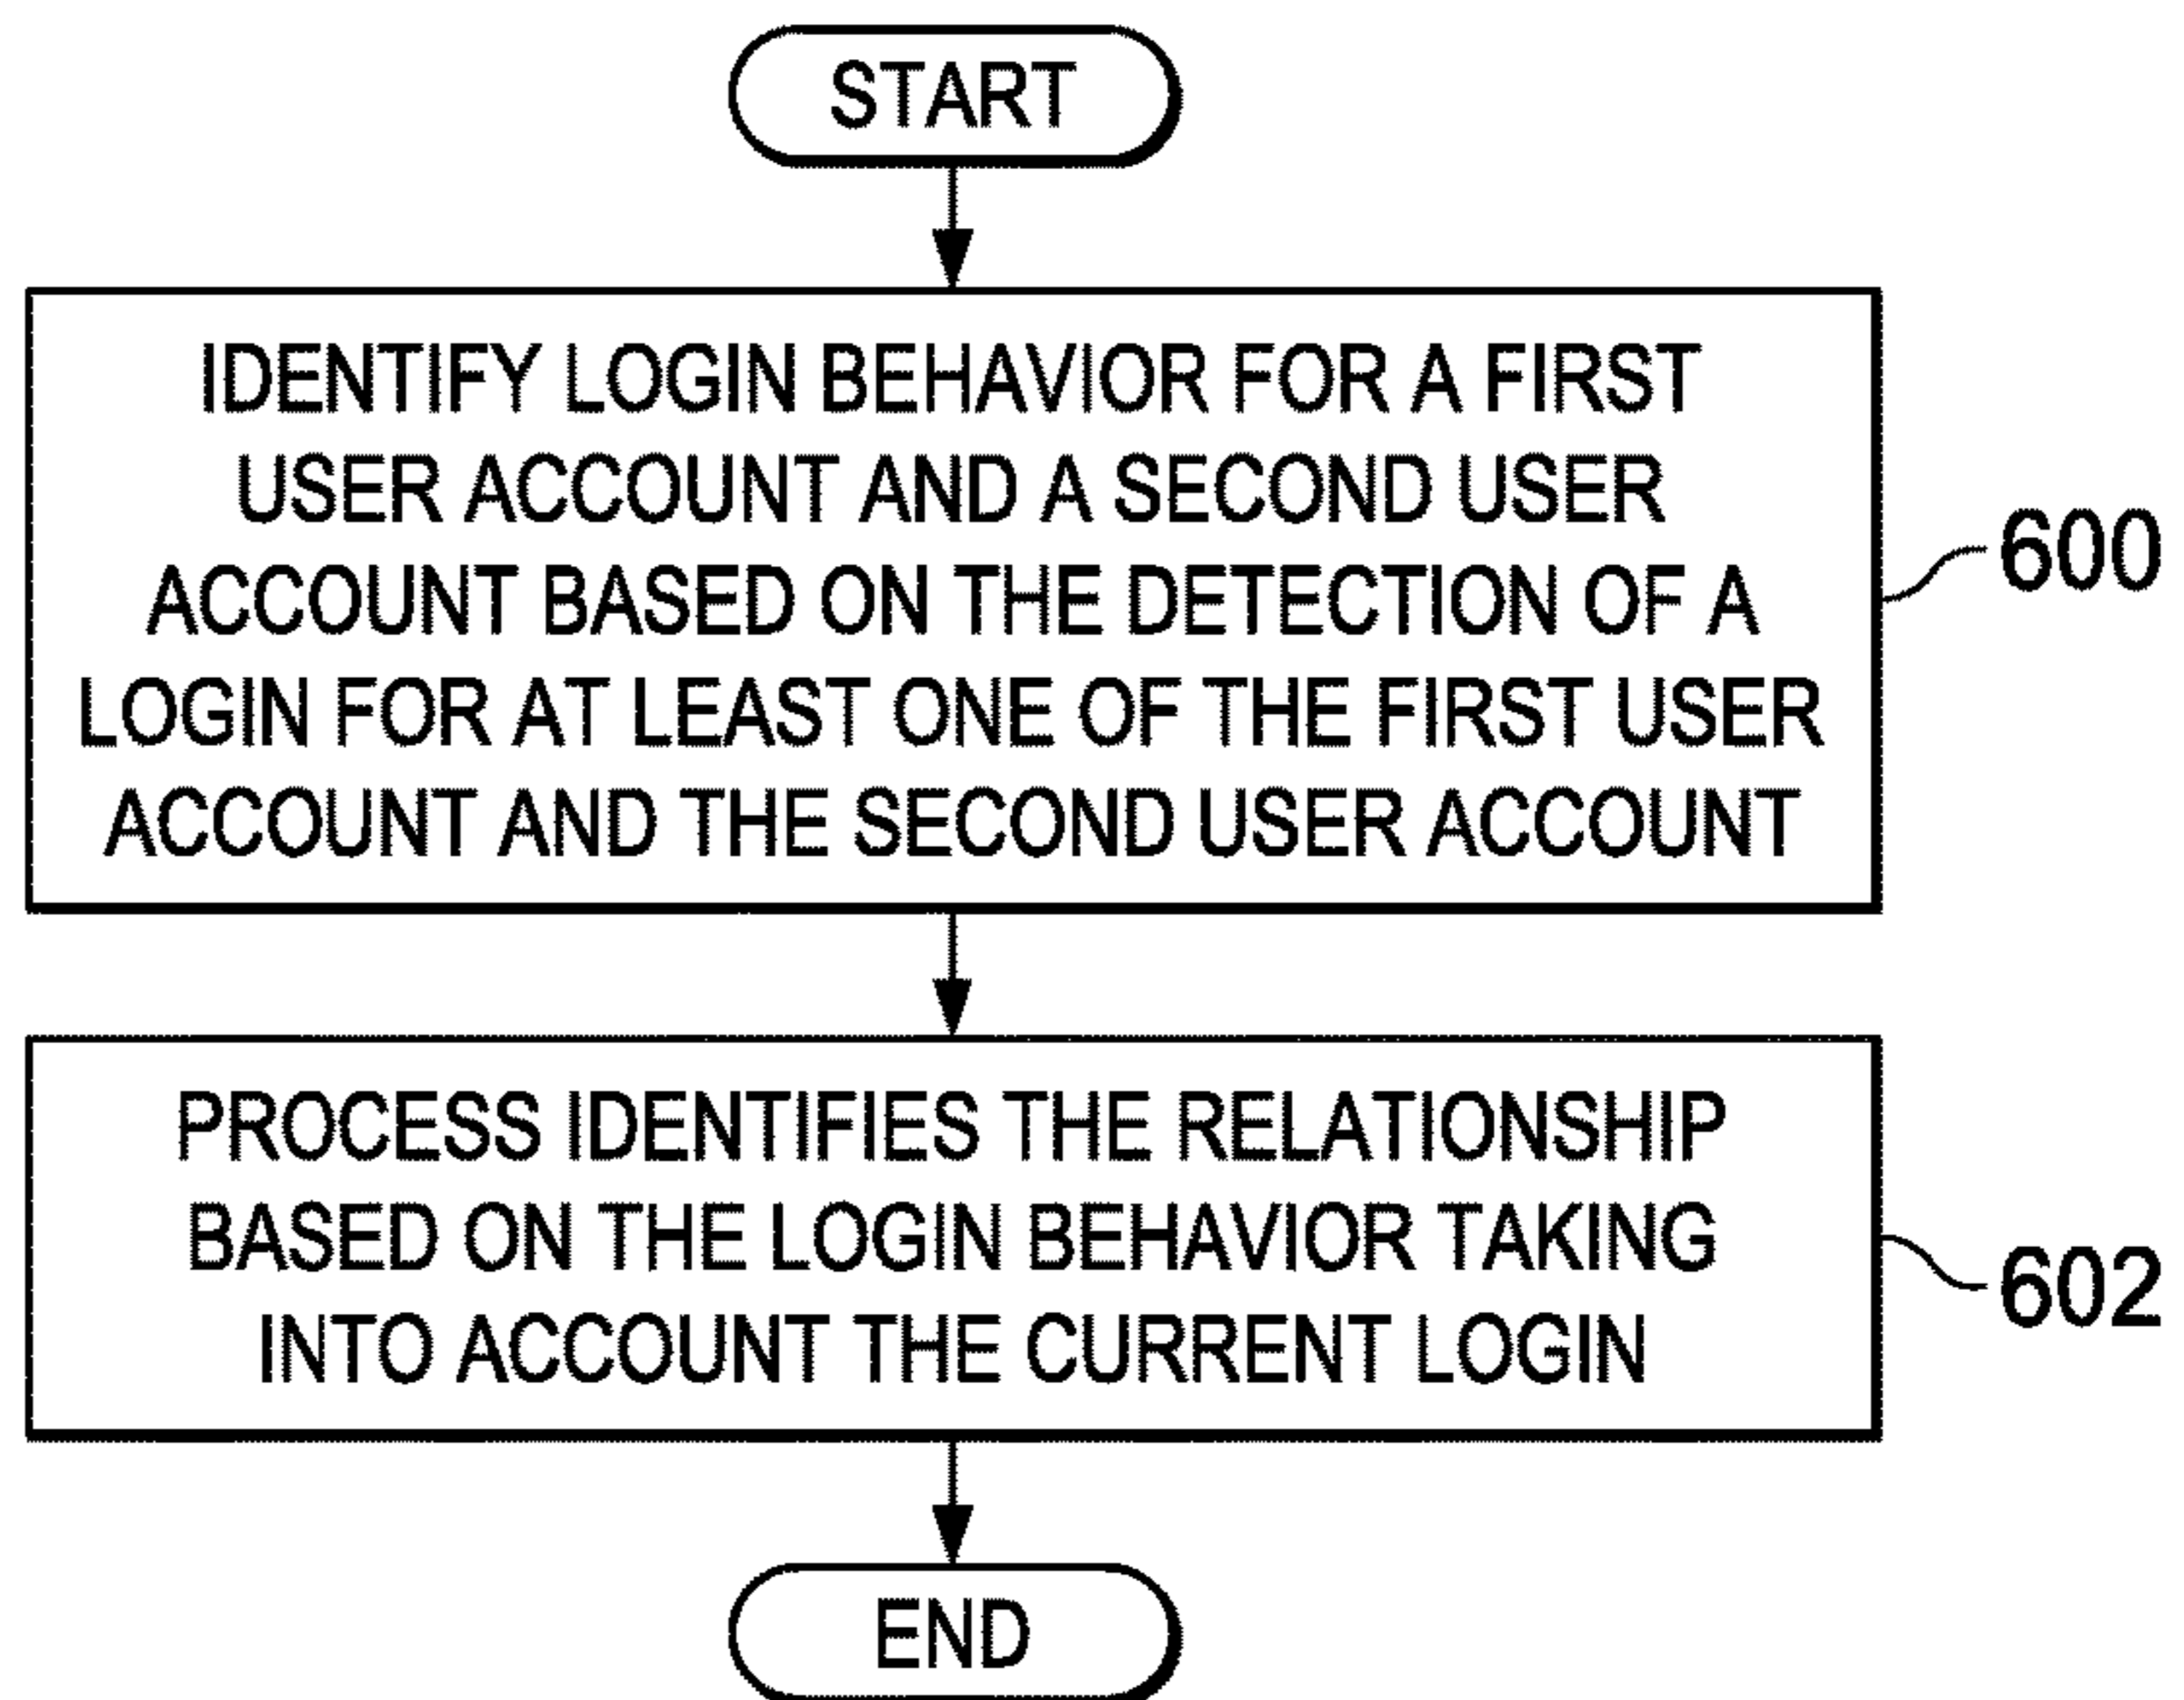 START
IDENTIFY LOGIN BEHAVIOR FOR A FIRST
USER ACCOUNT AND A SECOND USER
ACCOUNT BASED ON THE DETECTION OF A
LOGIN FOR AT LEAST ONE OF THE FIRST USER
ACCOUNT AND THE SECOND USER ACCOUNT
600
PROCESS IDENTIFIES THE RELATIONSHIP
BASED ON THE LOGIN BEHAVIOR TAKING
INTO ACCOUNT THE CURRENT LOGIN
602
END